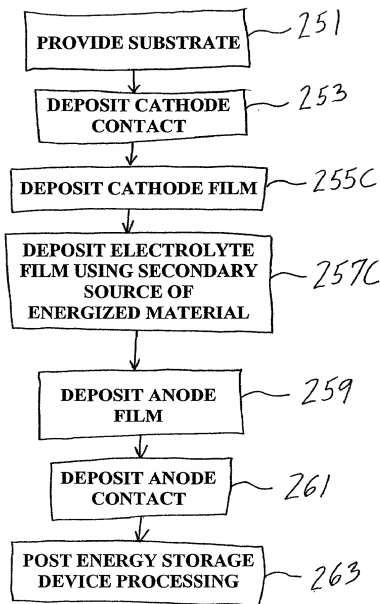 PROVIDE SUBSTRATE 251
DEPOSIT CATHODE 253
CONTACT
DEPOSIT CATHODE FILM 255C
DEPOSIT ELECTROLYTE
FILM USING SECONDARY
SOURCE OF 257C
ENERGIZED MATERIAL
DEPOSIT ANODE 259
FILM
DEPOSIT ANODE
CONTACT 261
POST ENERGY STORAGE
DEVICE PROCESSING 263